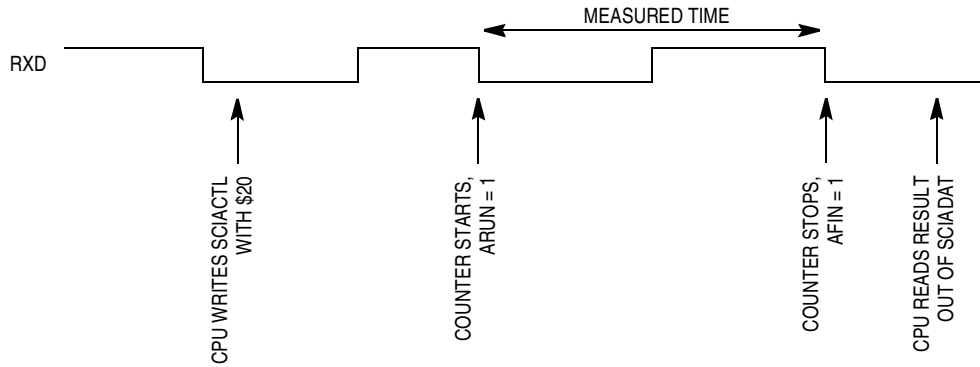 MEASURED TIME
RXD
CPU WRITES SCIACTL
WITH $20
COUNTER STARTS,
ARUN = 1
COUNTER STOPS,
AFIN = 1
CPU READS RESULT
OUT OF SCIADAT